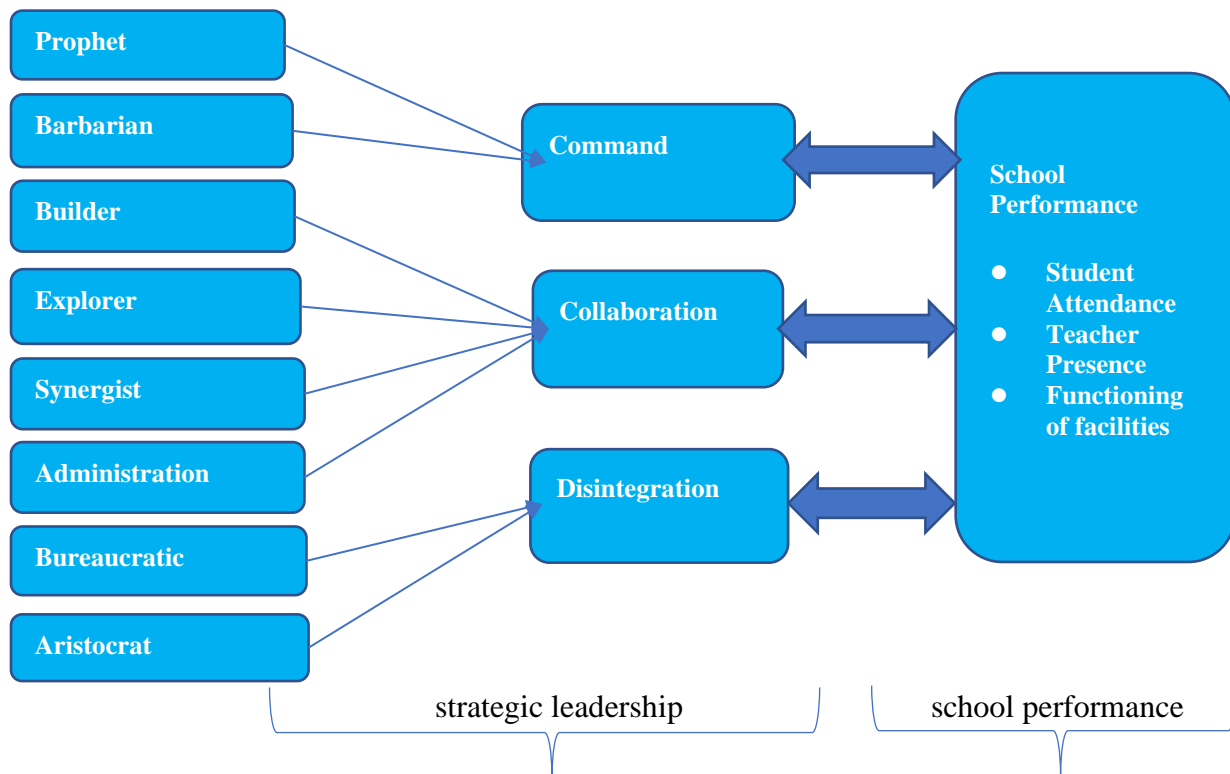 Prophet
Barbarian
Builder
Explorer
Synergist
Administration
Bureaucratic
Aristocrat
Command
Collaboration
Disintegration
School
Performance
● Student
Attendance
● Teacher
Presence
● Functioning
of facilities
strategic leadership
school performance